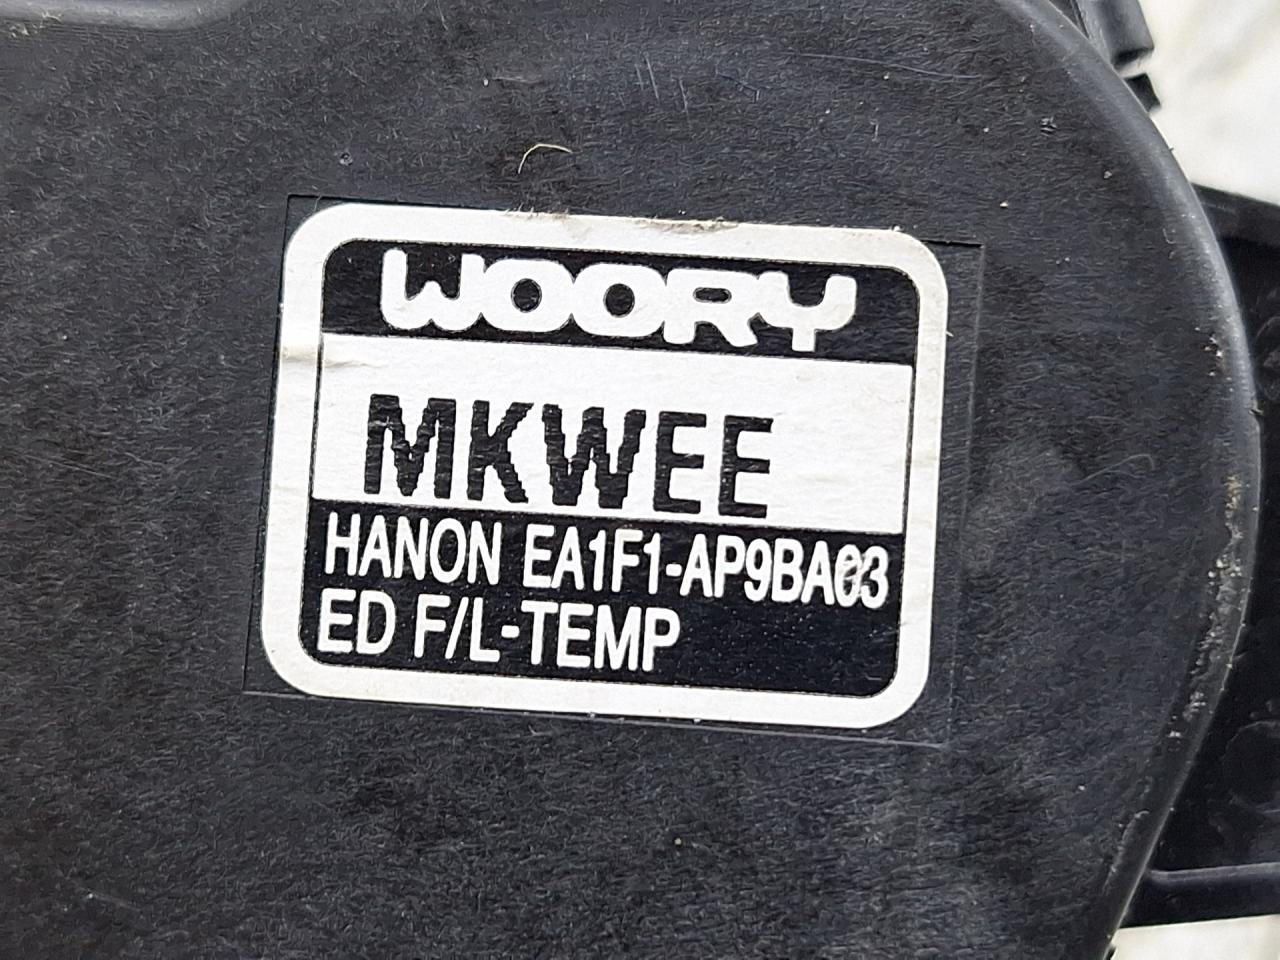 WOORY
MKWEE
HANON EA1F1-AP9BA03
ED F/L-TEMP